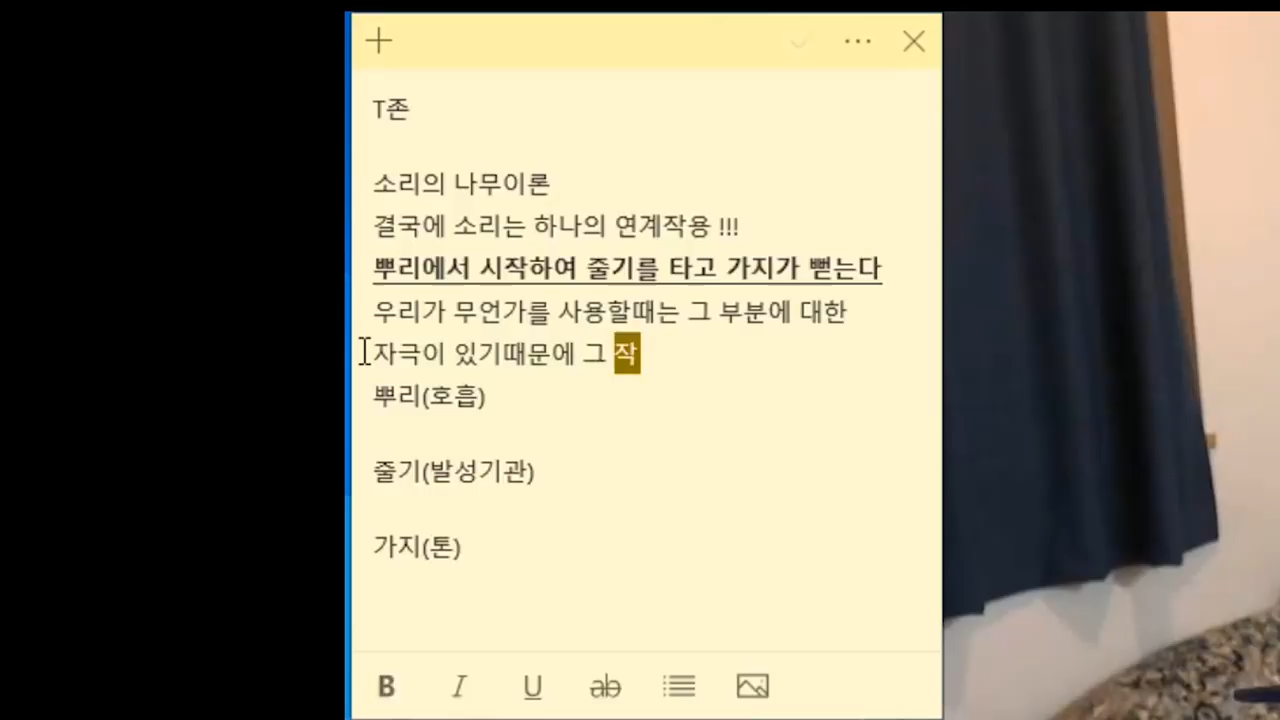 T존
소리의 나무이론
결국에 소리는 하나의 연계작용 !!!
뿌리에서 시작하여 줄기를 타고 가지가 뻗는다
우리가 무언가를 사용할때는 그 부분에 대한
자극이 있기때문에 그 작
뿌리(호흡)
줄기(발성기관)
가지(톤)
B I U ab